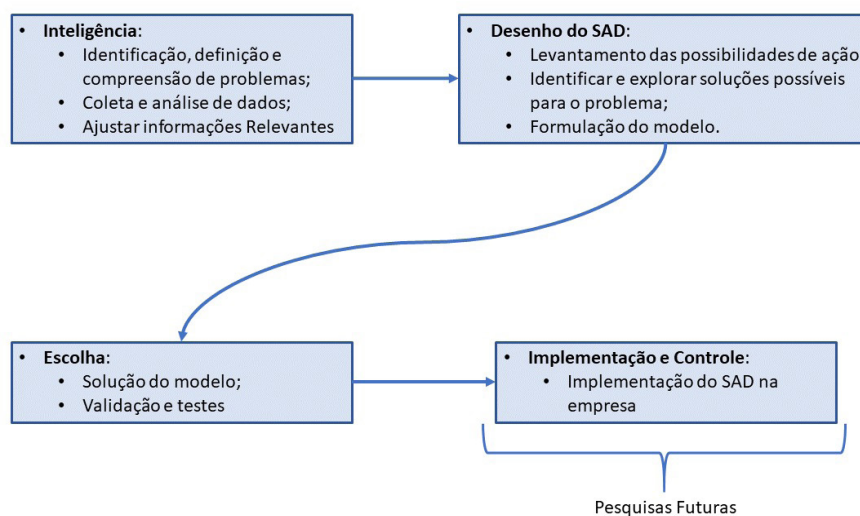 • Inteligência:
• Identificação, definição e
compreensão de problemas;
• Coleta e análise de dados;
• Ajustar informações Relevantes
• Desenho do SAD:
• Levantamento das possibilidades de ação
• Identificar e explorar soluções possíveis
para o problema;
• Formulação do modelo.
• Escolha:
• Solução do modelo;
• Validação e testes
• Implementação e Controle:
• Implementação do SAD na
empresa
Pesquisas Futuras